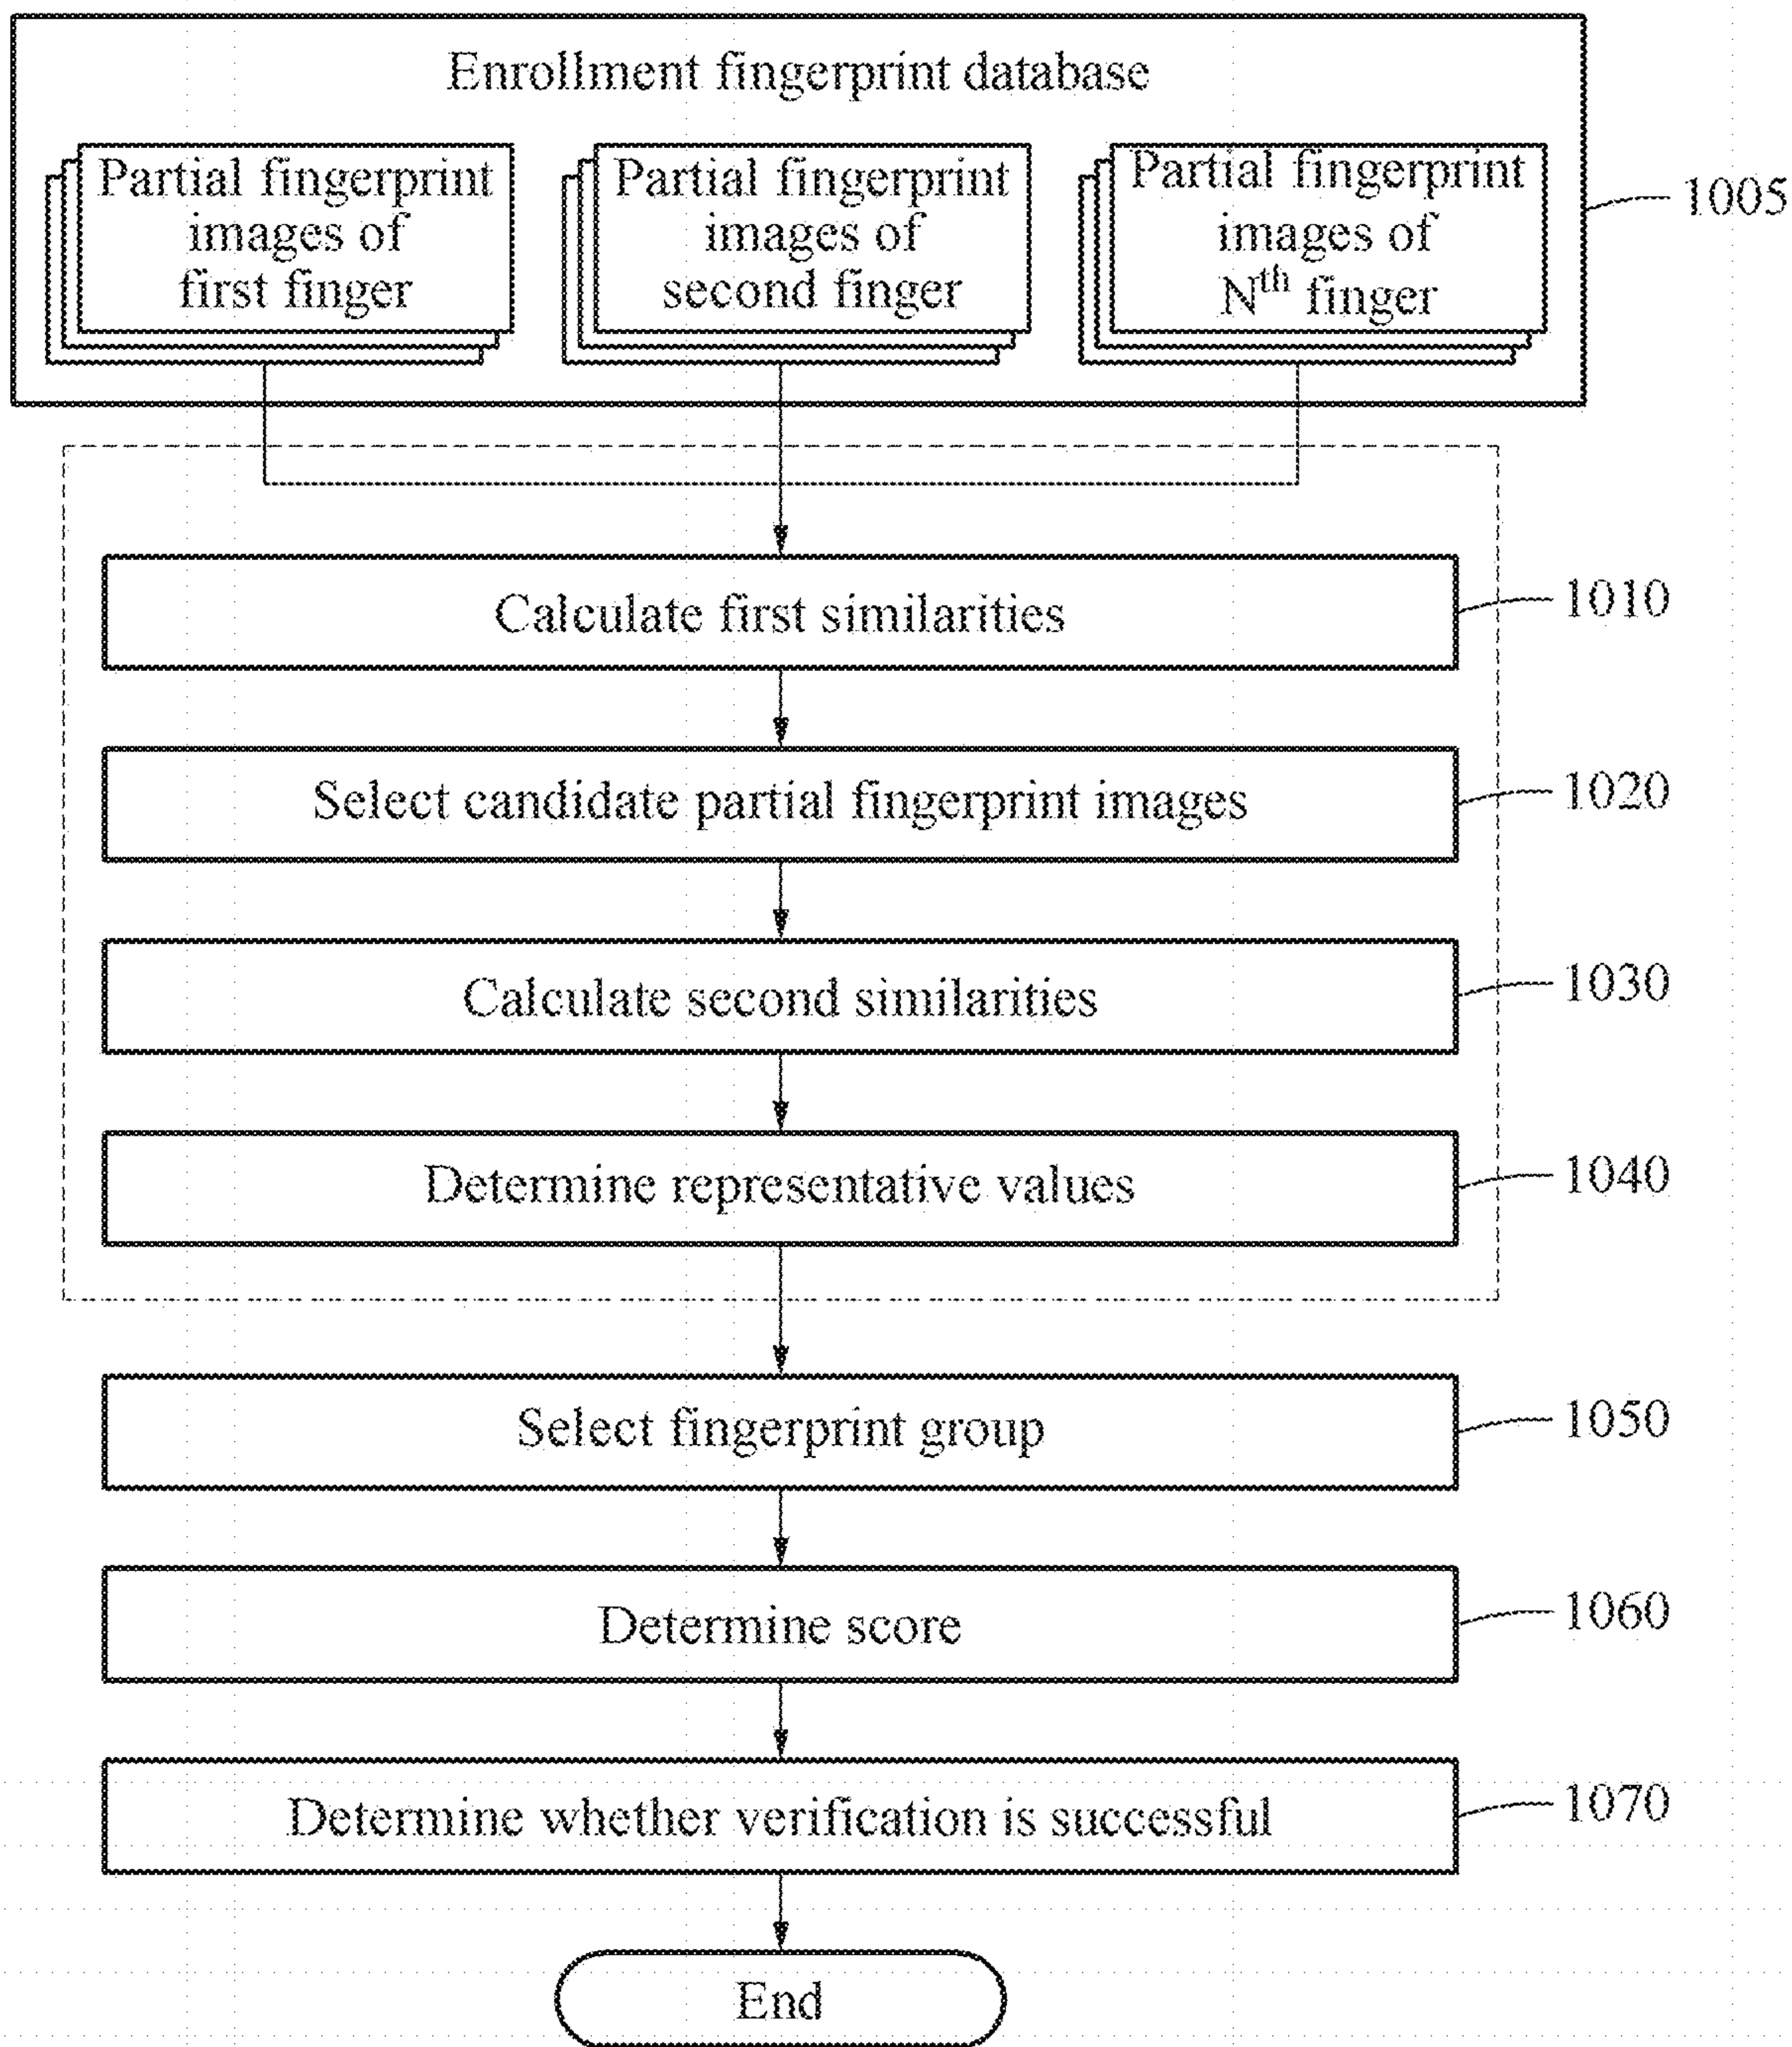 Enrollment fingerprint database
Partial fingerprint
images of
first finger
Partial fingerprint
images of
second finger
Partial fingerprint
images of
Nth finger
1005
Calculate first similarities
1010
Select candidate partial fingerprint images
1020
Calculate second similarities
1030
Determine representative values
1040
Select fingerprint group
1050
Determine score
1060
Determine whether verification is successful
1070
End